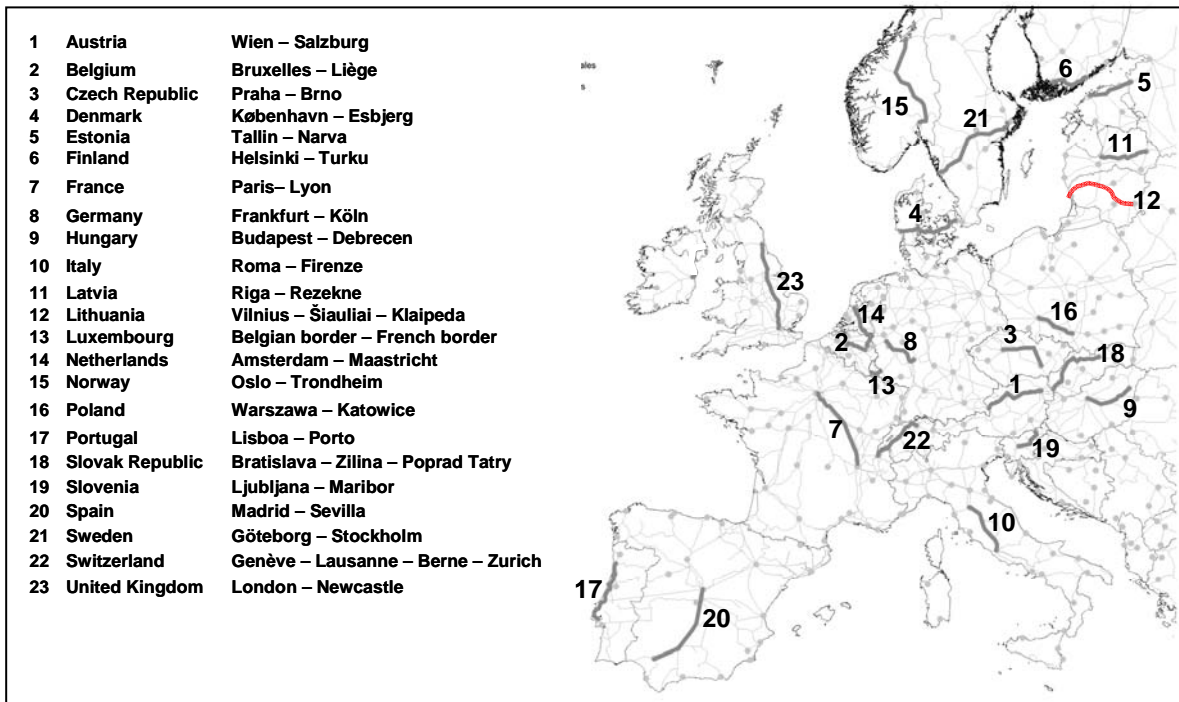 1 Austria Wien – Salzburg
2 Belgium Bruxelles – Liège
3 Czech Republic Praha – Brno
4 Denmark København – Esbjerg
5 Estonia Tallin – Narva
6 Finland Helsinki – Turku
7 France Paris– Lyon
8 Germany Frankfurt – Köln
9 Hungary Budapest – Debrecen
10 Italy Roma – Firenze
11 Latvia Riga – Rezekne
12 Lithuania Vilnius – Šiauliai – Klaipeda
13 Luxembourg Belgian border – French border
14 Netherlands Amsterdam – Maastricht
15 Norway Oslo – Trondheim
16 Poland Warszawa – Katowice
17 Portugal Lisboa – Porto
18 Slovak Republic Bratislava – Zilina – Poprad Tatry
19 Slovenia Ljubljana – Maribor
20 Spain Madrid – Sevilla
21 Sweden Göteborg – Stockholm
22 Switzerland Genève – Lausanne – Berne – Zurich
23 United Kingdom London – Newcastle
ales
s
6
5
15
21
11
12
4
23
14
16
2
8
3
18
13
1
9
7
22
19
10
17
20